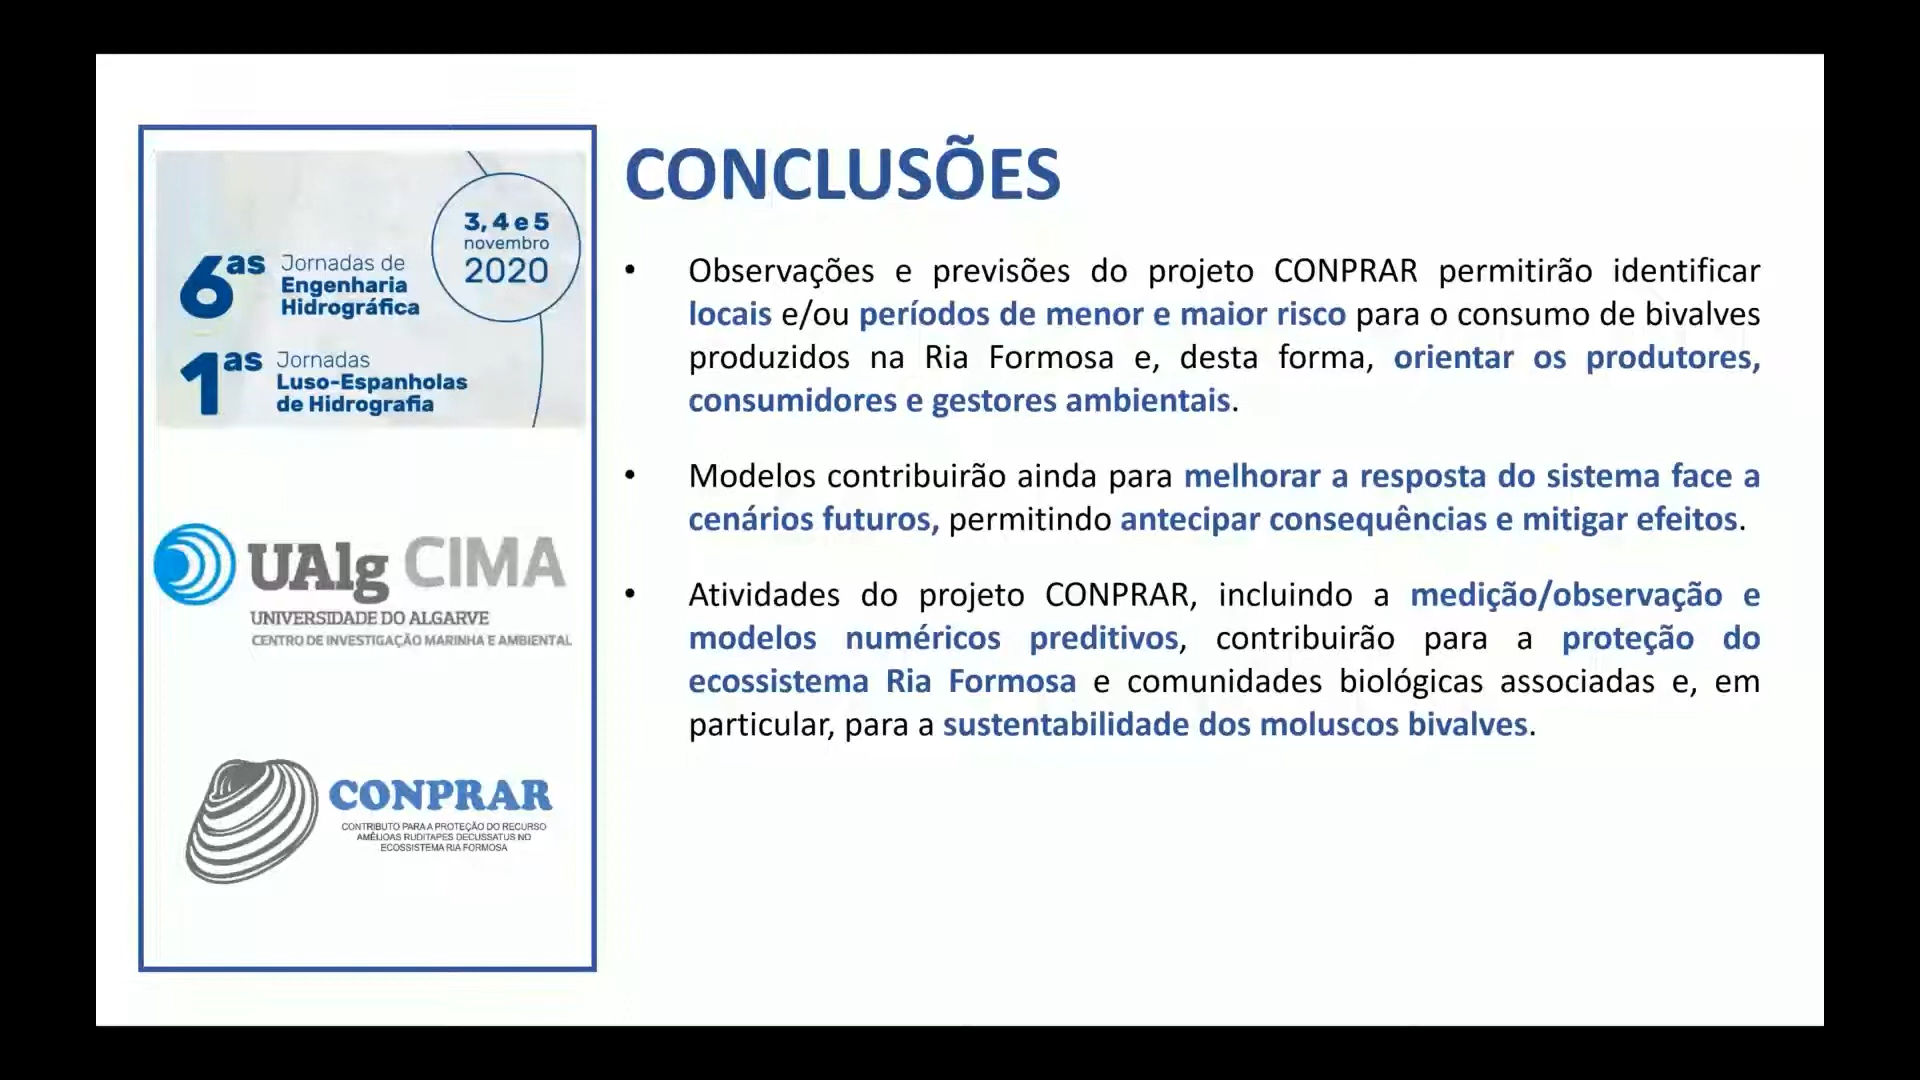 6as Jornadas de
Engenharia
Hidrográfica
3, 4 e 5
novembro
2020
1as Jornadas
Luso-Espanholas
de Hidrografia
UAlg CIMA
UNIVERSIDADE DO ALGARVE
CENTRO DE INVESTIGAÇÃO MARINHA E AMBIENTAL
CONPRAR
CONTRIBUTO PARA A PROTEÇÃO DO RECURSO
AMÊIJOAS RUDITAPES DECUSSATUS NO
ECOSSISTEMA RIA FORMOSA
CONCLUSÕES
• Observações e previsões do projeto CONPRAR permitirão identificar
locais e/ou períodos de menor e maior risco para o consumo de bivalves
produzidos na Ria Formosa e, desta forma, orientar os produtores,
consumidores e gestores ambientais.
• Modelos contribuirão ainda para melhorar a resposta do sistema face a
cenários futuros, permitindo antecipar consequências e mitigar efeitos.
• Atividades do projeto CONPRAR, incluindo a medição/observação e
modelos numéricos preditivos, contribuirão para a proteção do
ecossistema Ria Formosa e comunidades biológicas associadas e, em
particular, para a sustentabilidade dos moluscos bivalves.